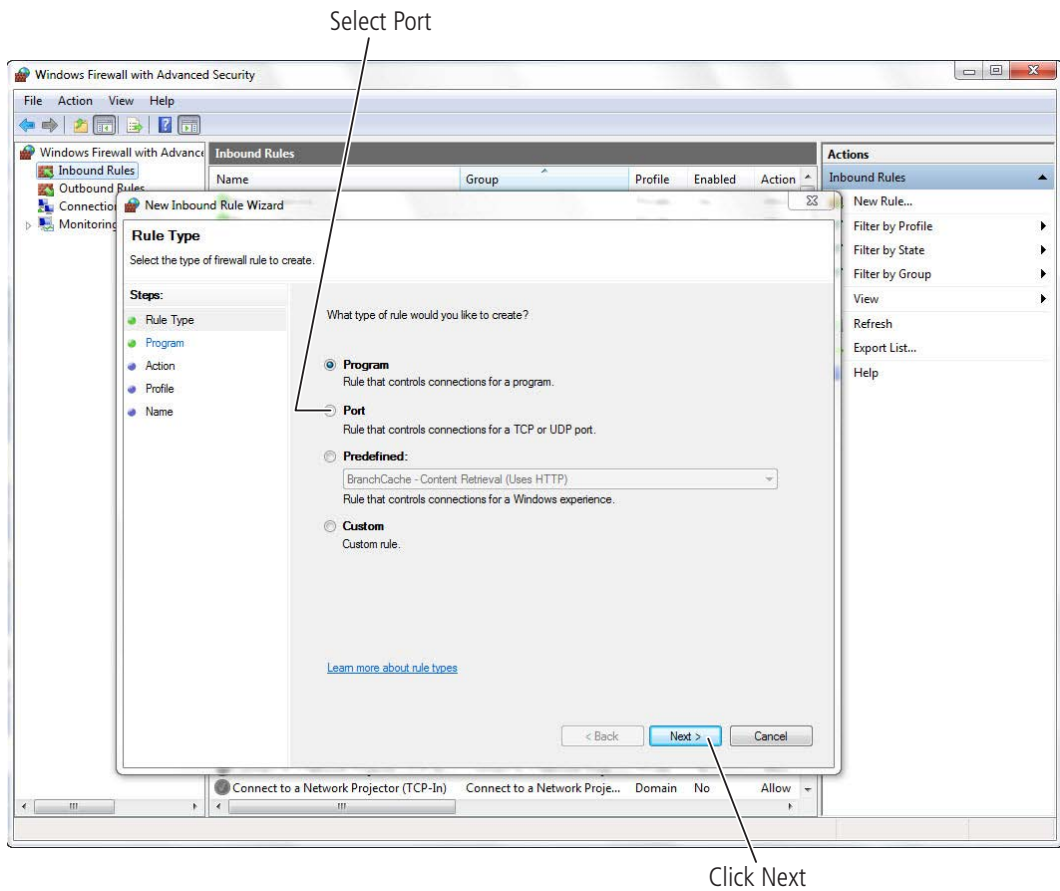 Select Port
Windows Firewall with Advanced Security
File Action View Help
Windows Firewall with Advance
Inbound Rules
Outbound Rules
Connection
Monitoring
Inbound Rules
Name Group Profile Enabled Action
Actions
Inbound Rules
New Rule...
Filter by Profile
Filter by State
Filter by Group
View
Refresh
Export List...
Help
New Inbound Rule Wizard
Rule Type
Select the type of firewall rule to create.
Steps:
Rule Type
Program
Action
Profile
Name
What type of rule would you like to create?
Program
Rule that controls connections for a program.
Port
Rule that controls connections for a TCP or UDP port.
Predefined:
BranchCache - Content Retrieval (Uses HTTP)
Rule that controls connections for a Windows experience.
Custom
Custom rule.
Learn more about rule types
< Back Next > Cancel
Connect to a Network Projector (TCP-In) Connect to a Network Proje... Domain No Allow
Click Next